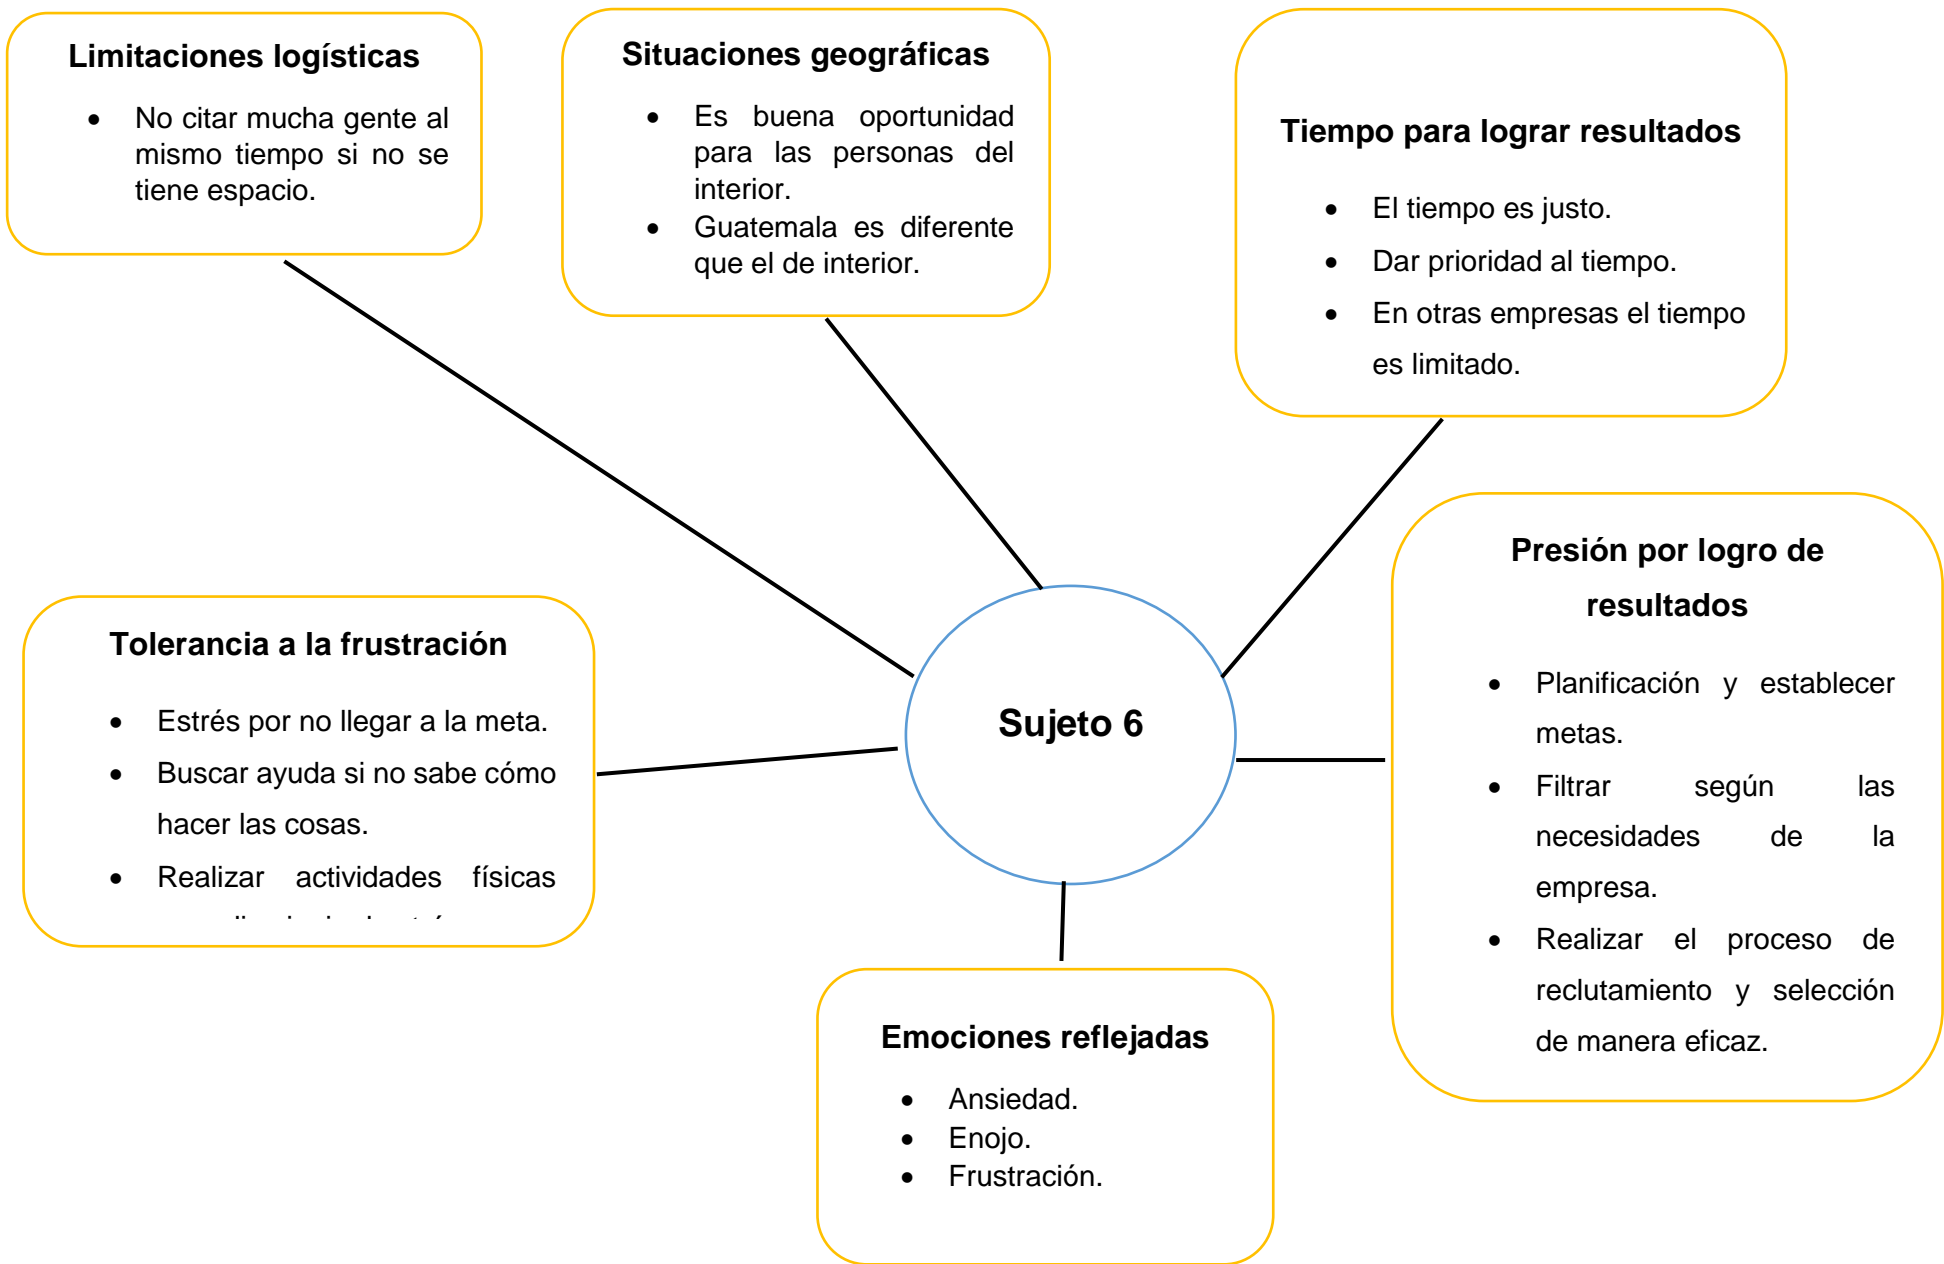 Limitaciones logísticas
• No citar mucha gente al
mismo tiempo si no se
tiene espacio.
Situaciones geográficas
• Es buena oportunidad
para las personas del
interior.
• Guatemala es diferente
que el de interior.
Tiempo para lograr resultados
• El tiempo es justo.
• Dar prioridad al tiempo.
• En otras empresas el tiempo
es limitado.
Tolerancia a la frustración
• Estrés por no llegar a la meta.
• Buscar ayuda si no sabe cómo
hacer las cosas.
• Realizar actividades físicas
Sujeto 6
Presión por logro de
resultados
• Planificación y establecer
metas.
• Filtrar según las
necesidades de la
empresa.
• Realizar el proceso de
reclutamiento y selección
de manera eficaz.
Emociones reflejadas
• Ansiedad.
• Enojo.
• Frustración.